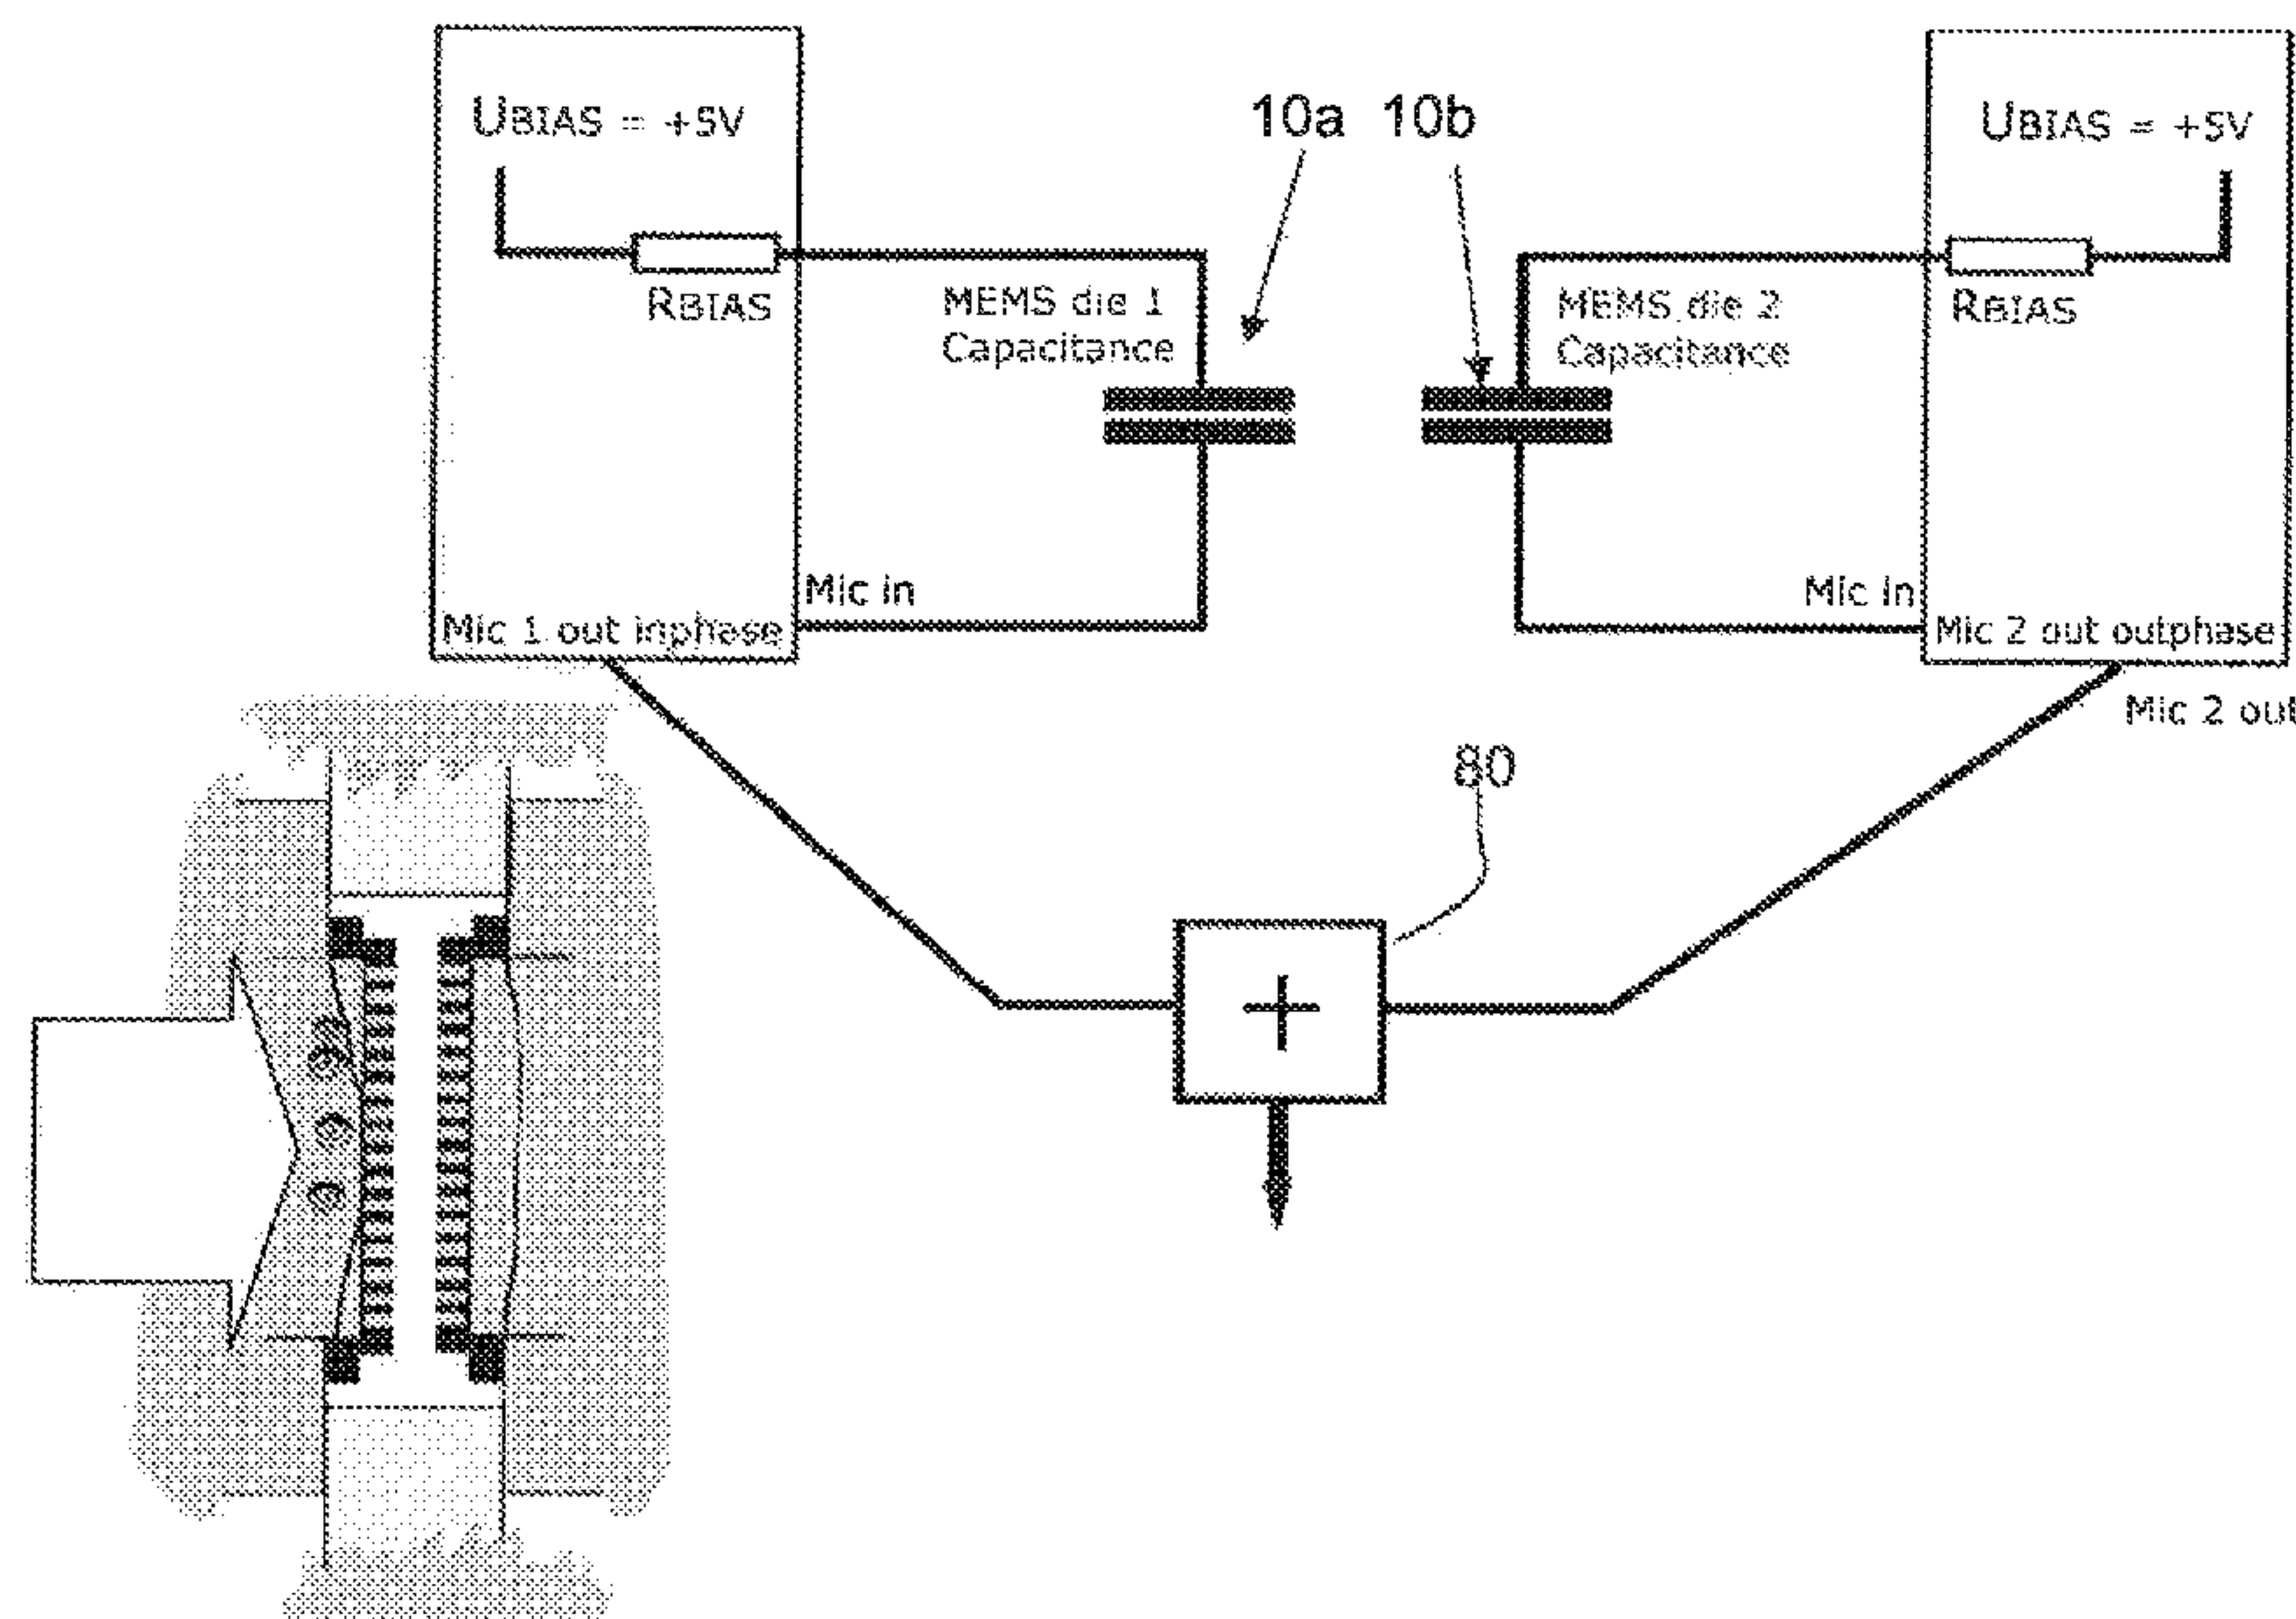 UBIAS = +5V
10a 10b
UBIAS = +5V
RBIAS
MEMS die 1
Capacitance
MEMS die 2
Capacitance
RBIAS
Mic in
Mic in
Mic 1 out inphase
Mic 2 out outphase
Mic 2 out
80
+